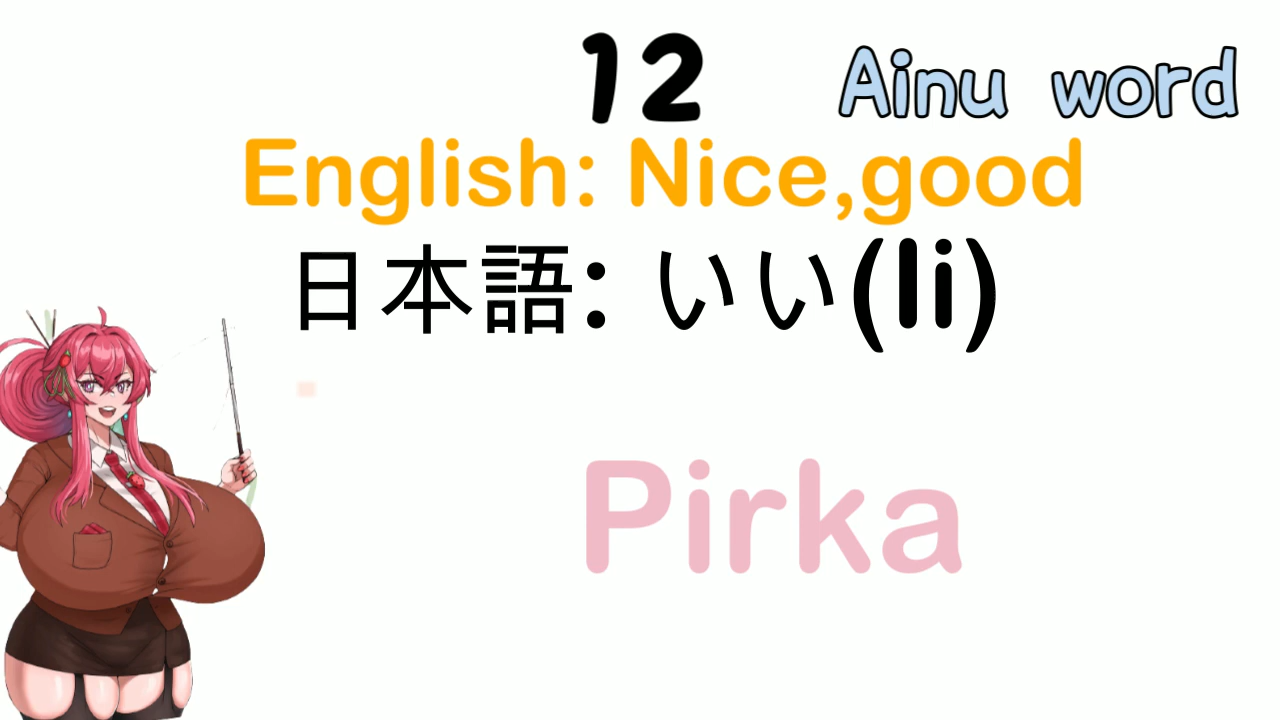 12
Ainu word
English: Nice,good
日本語: いい(Ii)
Pirka